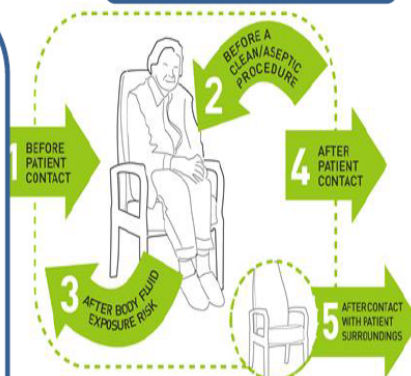 1 BEFORE
PATIENT
CONTACT
2 BEFORE A
CLEAN/ASEPTIC
PROCEDURE
3 AFTER BODY FLUID
EXPOSURE RISK
4 AFTER
PATIENT
CONTACT
5 AFTER CONTACT
WITH PATIENT
SURROUNDINGS